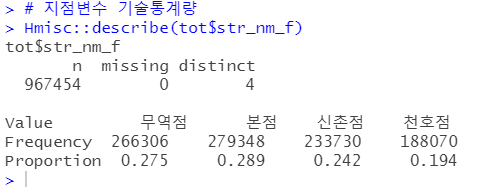 > # 지점변수 기술통계량
> Hmisc::describe(tot$str_nm_f)
tot$str_nm_f
n missing distinct
967454 0 4
Value 무역점 본점 신촌점 천호점
Frequency 266306 279348 233730 188070
Proportion 0.275 0.289 0.242 0.194
>